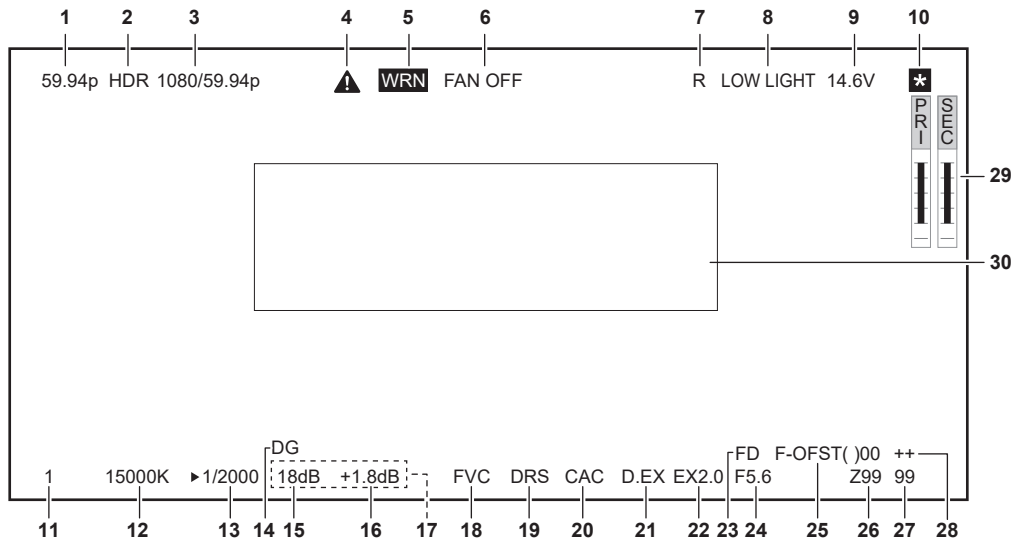 1 2 3 4 5 6 7 8 9 10
59.94p HDR 1080/59.94p WRN FAN OFF R LOW LIGHT 14.6V *
PRI SEC
29
30
DG FD F-OFST( )00 ++
1 15000K ▶1/2000 18dB +1.8dB FVC DRS CAC D.EX EX2.0 F5.6 Z99 99
11 12 13 14 15 16 17 18 19 20 21 22 23 24 25 26 27 28